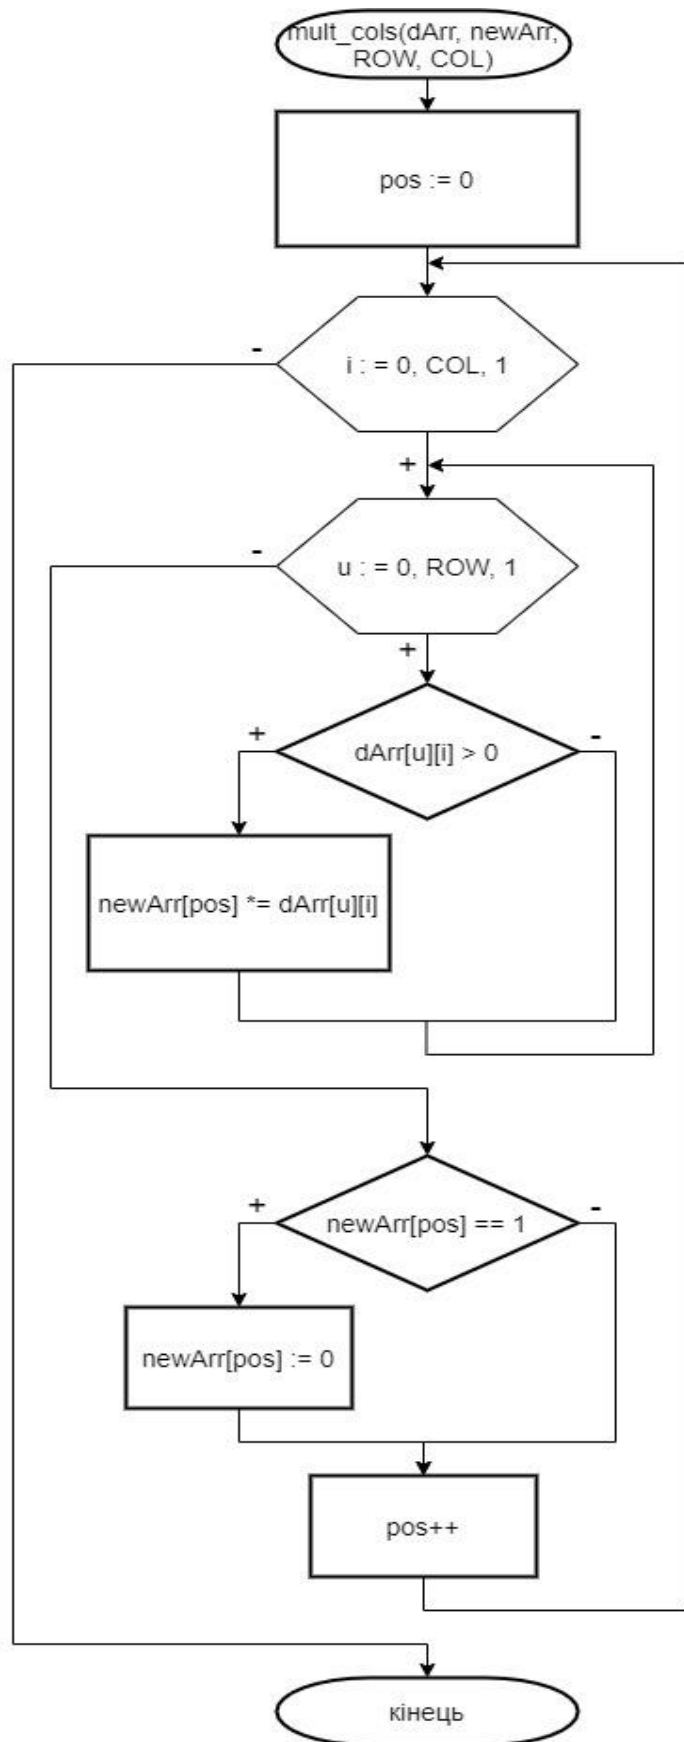 mult_cols(dArr, newArr,
ROW, COL)
pos := 0
-
i : = 0, COL, 1
+
-
u : = 0, ROW, 1
+
+
dArr[u][i] > 0
-
newArr[pos] *= dArr[u][i]
+
newArr[pos] == 1
-
newArr[pos] := 0
pos++
кінець